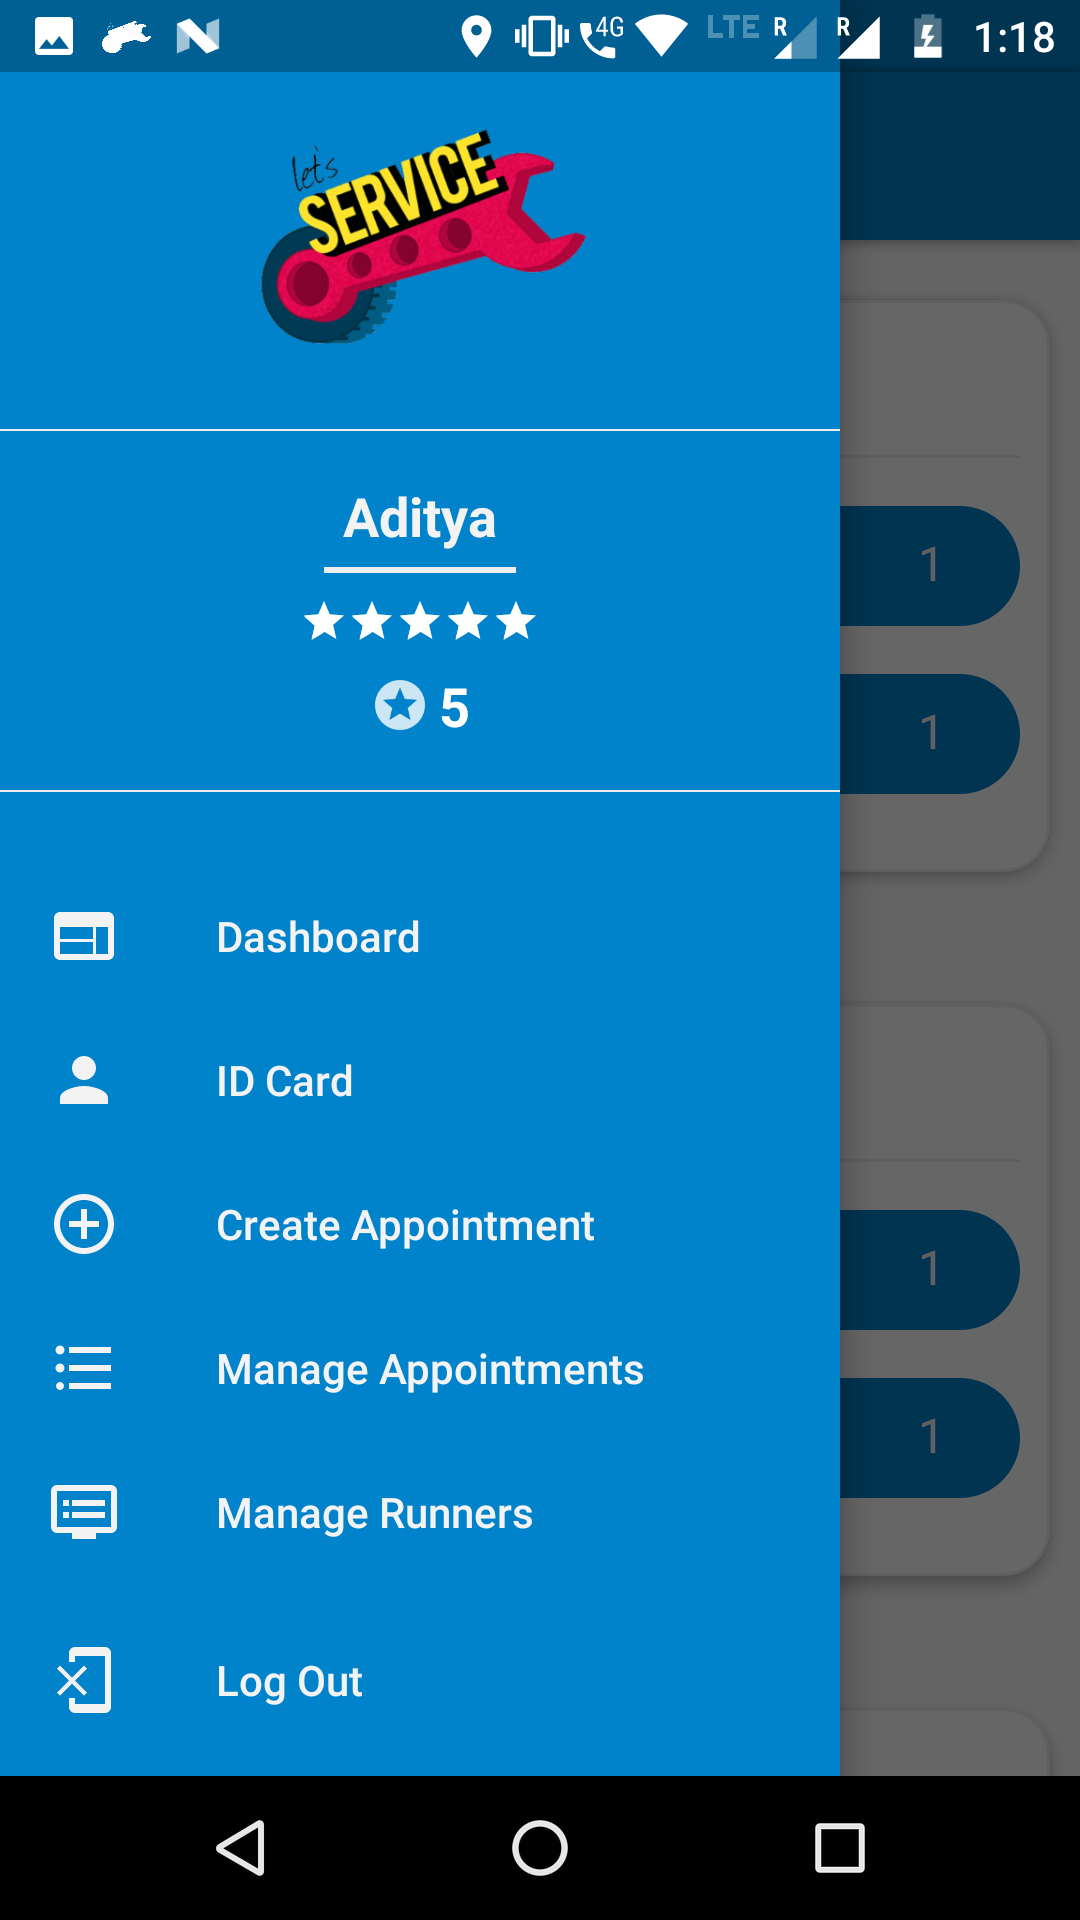 4G LTE R R 1:18
let's
SERVICE
Aditya
5
1
1
Dashboard
ID Card
Create Appointment
1
Manage Appointments
1
Manage Runners
Log Out